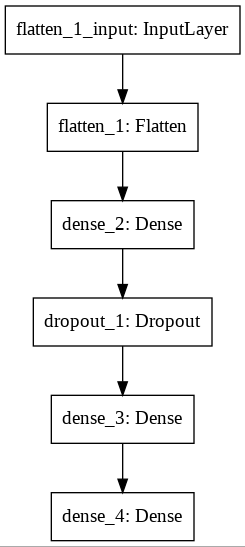 flatten_1_input: InputLayer
flatten_1: Flatten
dense_2: Dense
dropout_1: Dropout
dense_3: Dense
dense_4: Dense